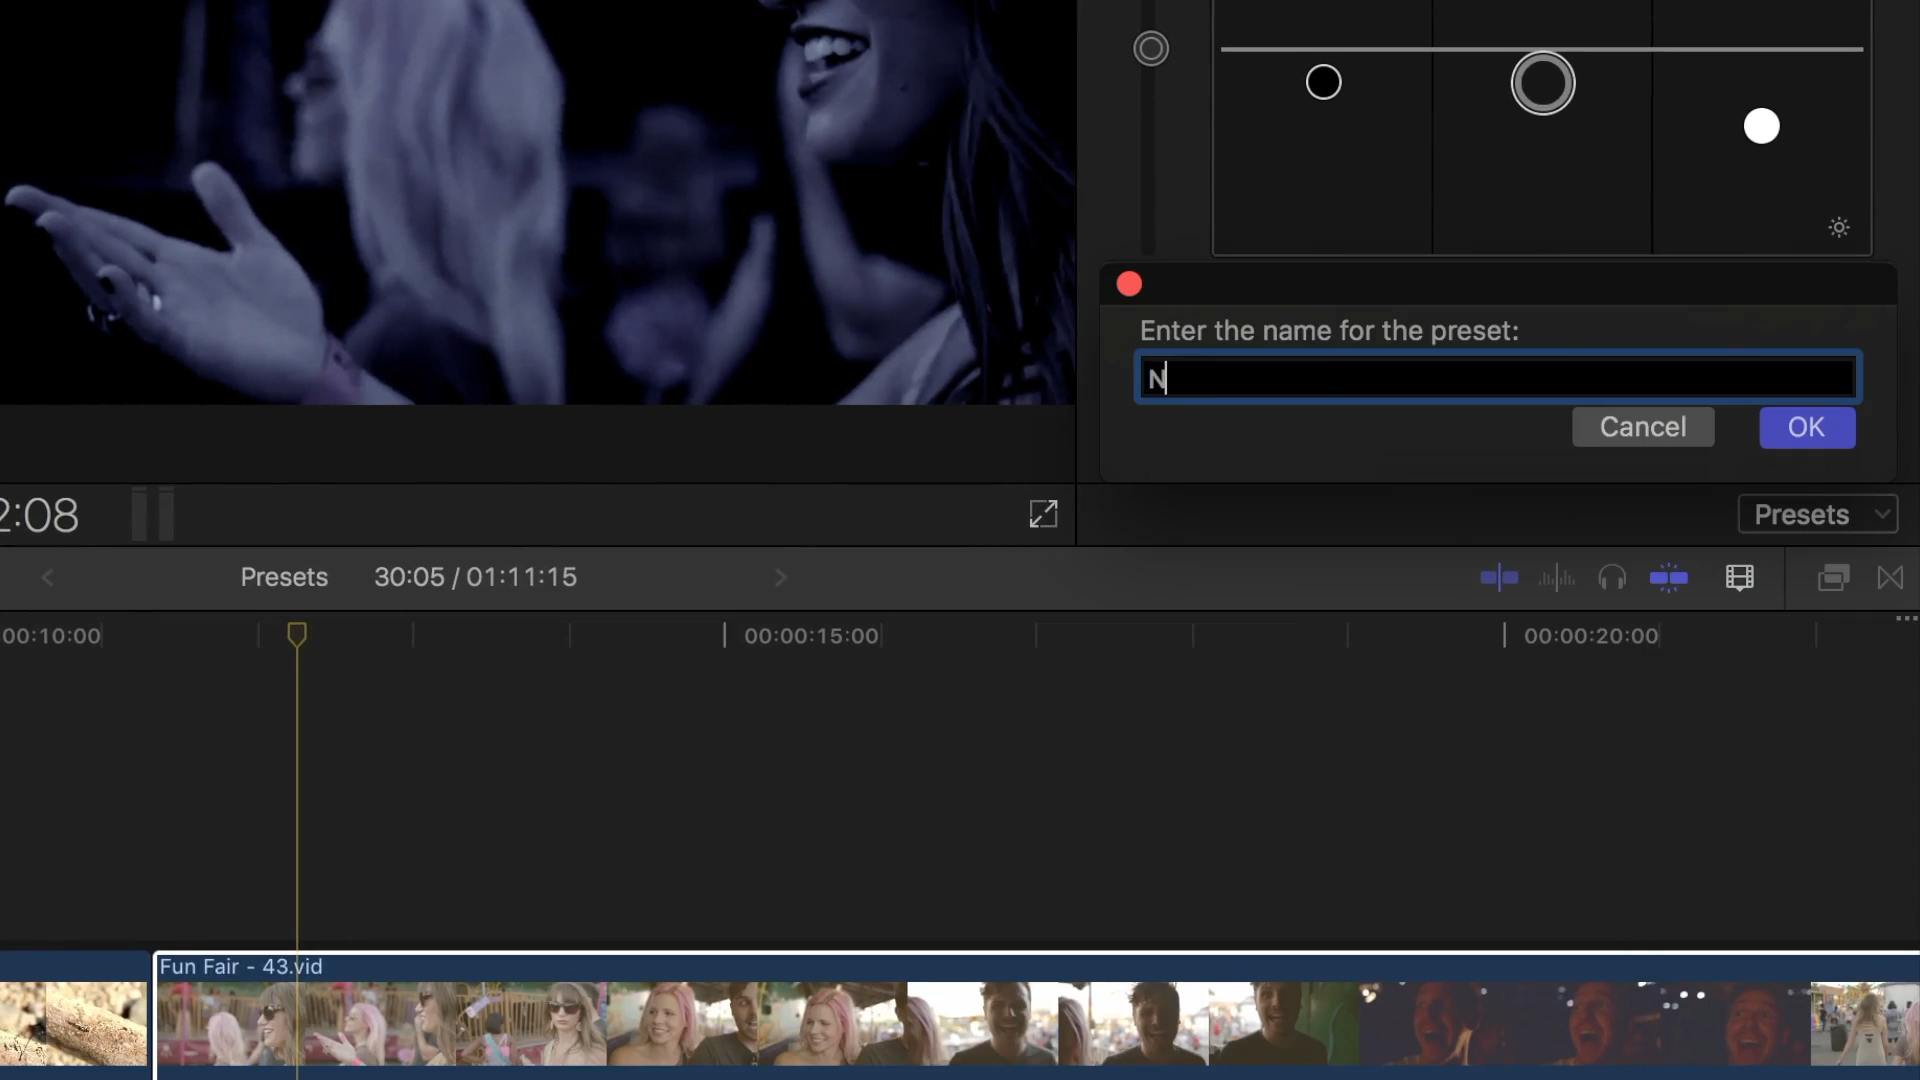 Enter the name for the preset:
N
Cancel
OK
2:08
Presets
Presets
30:05 / 01:11:15
00:00:10:00
00:00:15:00
00:00:20:00
Fun Fair - 43.vid